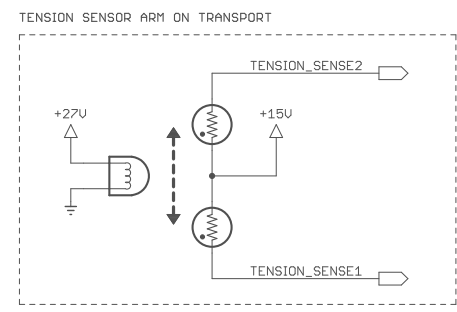 TENSION SENSOR ARM ON TRANSPORT
TENSION_SENSE2
+27V
+15V
TENSION_SENSE1